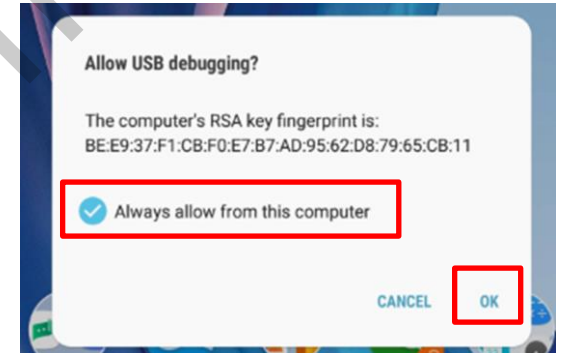 Allow USB debugging?
The computer's RSA key fingerprint is:
BE:E9:37:F1:CB:F0:E7:B7:AD:95:62:D8:79:65:CB:11
Always allow from this computer
CANCEL OK